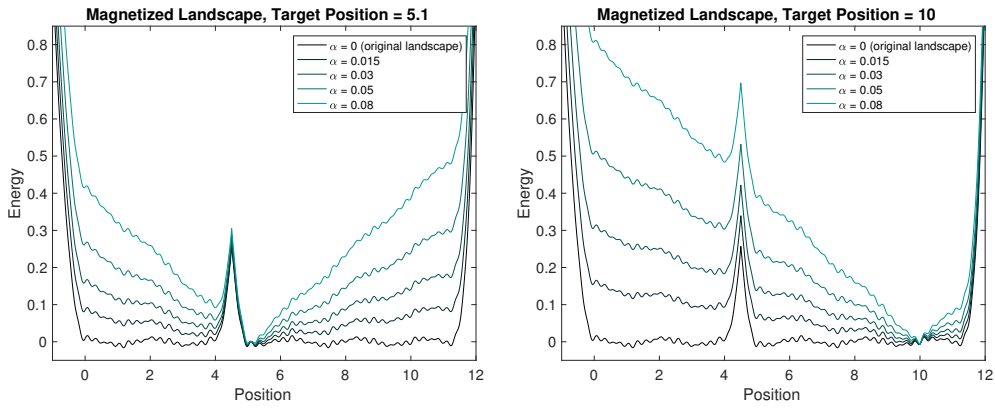 Magnetized Landscape, Target Position = 5.1
0.8
0.7
0.6
0.5
0.4
0.3
0.2
0.1
0
Energy
α = 0 (original landscape)
α = 0.015
α = 0.03
α = 0.05
α = 0.08
0 2 4 6 8 10 12
Position
Magnetized Landscape, Target Position = 10
0.8
0.7
0.6
0.5
0.4
0.3
0.2
0.1
0
Energy
α = 0 (original landscape)
α = 0.015
α = 0.03
α = 0.05
α = 0.08
0 2 4 6 8 10 12
Position